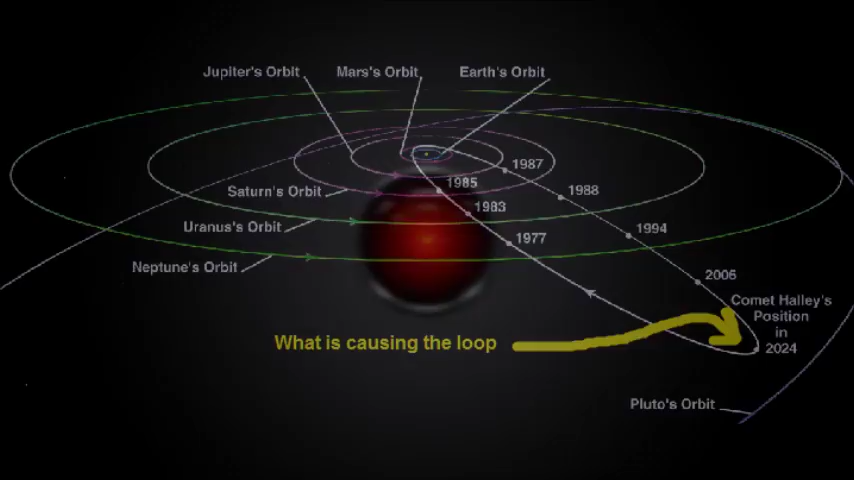 Jupiter's Orbit
Mars's Orbit
Earth's Orbit
1987
1985
1988
Saturn's Orbit
1983
Uranus's Orbit
1994
1977
Neptune's Orbit
2005
Comet Halley's
Position
in
2024
What is causing the loop
Pluto's Orbit